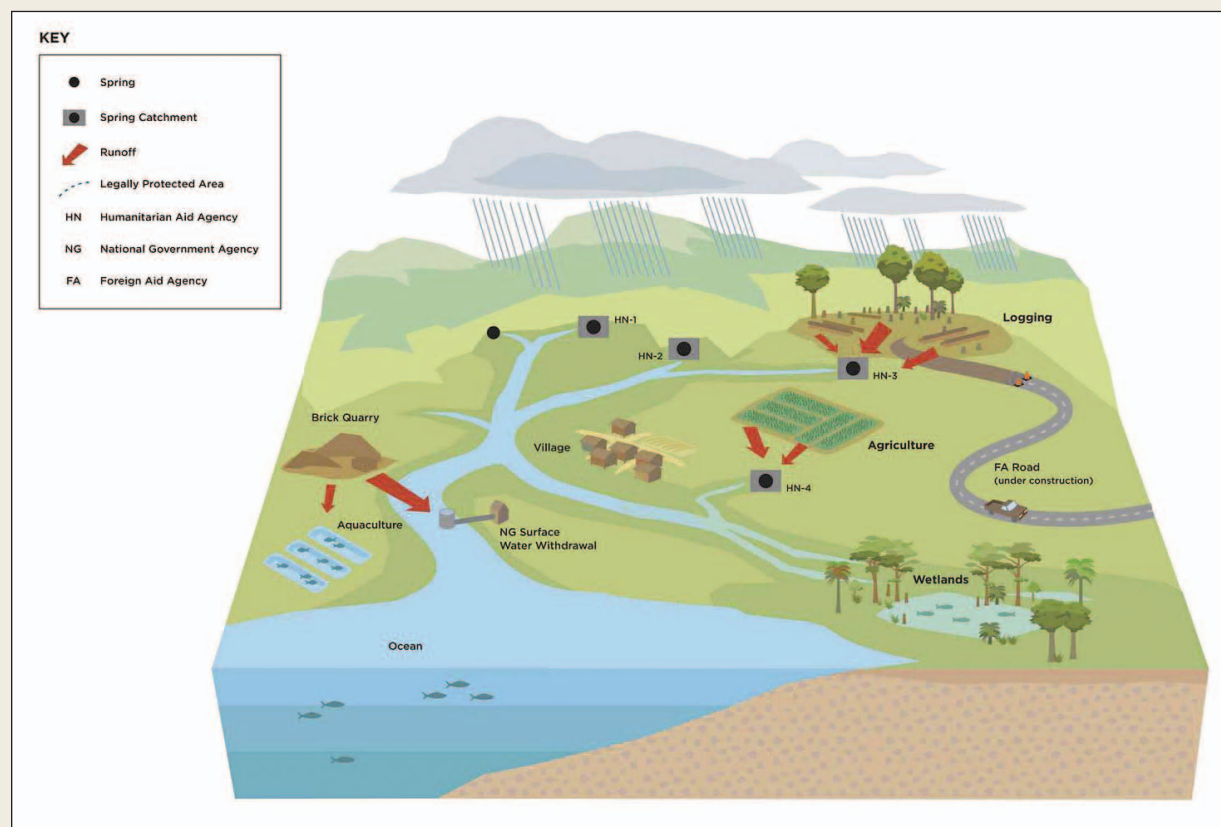 KEY
Spring
Spring Catchment
Runoff
Legally Protected Area
HN Humanitarian Aid Agency
NG National Government Agency
FA Foreign Aid Agency
HN-1
Logging
HN-2
HN-3
Brick Quarry
Village
Agriculture
FA Road
(under construction)
HN-4
Aquaculture
NG Surface
Water Withdrawal
Wetlands
Ocean